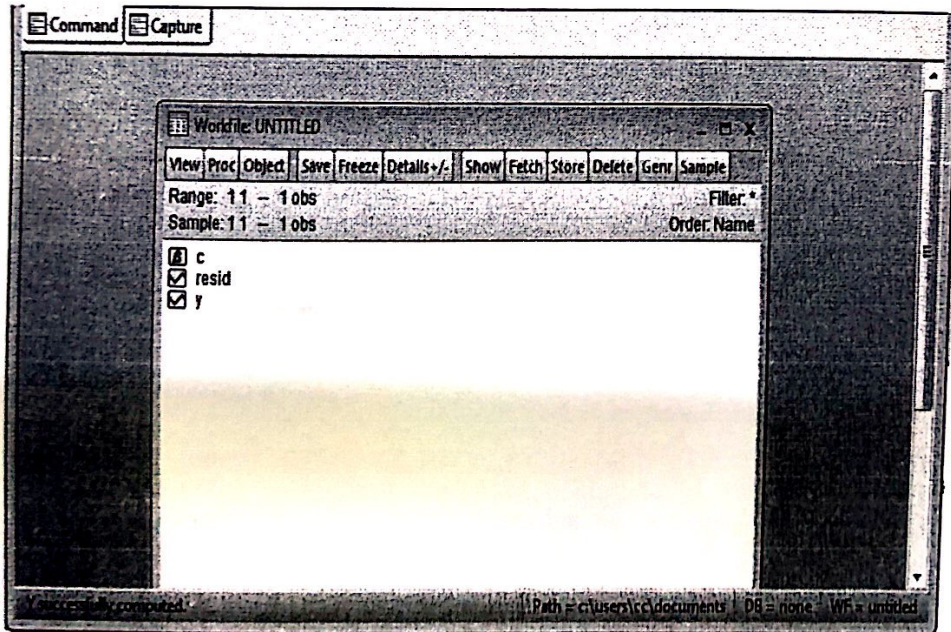 Command Capture
Workfile: UNTITLED
View Proc Object Save Freeze Details+/- Show Fetch Store Delete Genr Sample
Range: 1 1 — 1 obs Filter: *
Sample: 1 1 — 1 obs Order: Name
c
resid
y
Y successfully computed. Path = c:\users\cc\documents DB = none WF = untitled